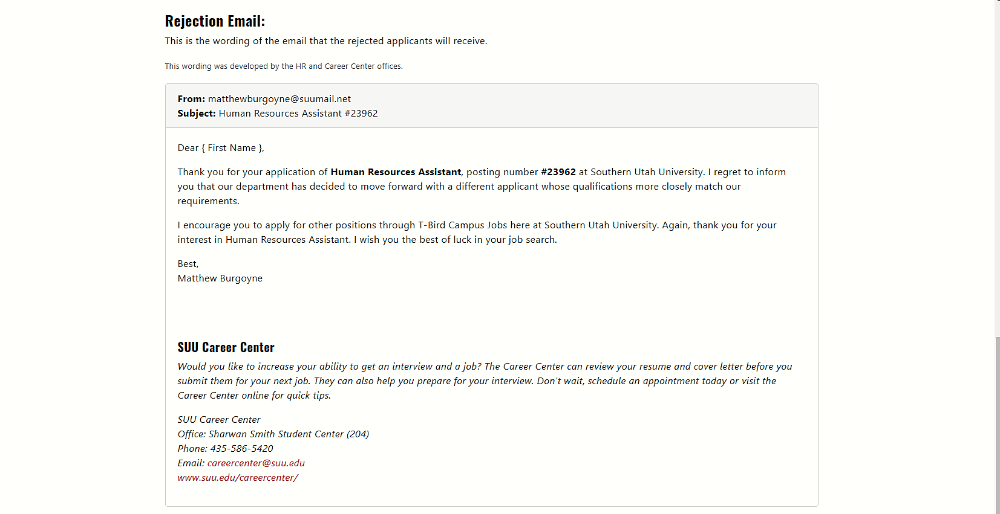 Rejection Email:
This is the wording of the email that the rejected applicants will receive.
This wording was developed by the HR and Career Center offices.
From: matthewburgoyne@suumail.net
Subject: Human Resources Assistant #23962
Dear { First Name },
Thank you for your application of Human Resources Assistant, posting number #23962 at Southern Utah University. I regret to inform
you that our department has decided to move forward with a different applicant whose qualifications more closely match our
requirements.
I encourage you to apply for other positions through T-Bird Campus Jobs here at Southern Utah University. Again, thank you for your
interest in Human Resources Assistant. I wish you the best of luck in your job search.
Best,
Matthew Burgoyne
SUU Career Center
Would you like to increase your ability to get an interview and a job? The Career Center can review your resume and cover letter before you
submit them for your next job. They can also help you prepare for your interview. Don't wait, schedule an appointment today or visit the
Career Center online for quick tips.
SUU Career Center
Office: Sharwan Smith Student Center (204)
Phone: 435-586-5420
Email: careercenter@suu.edu
www.suu.edu/careercenter/